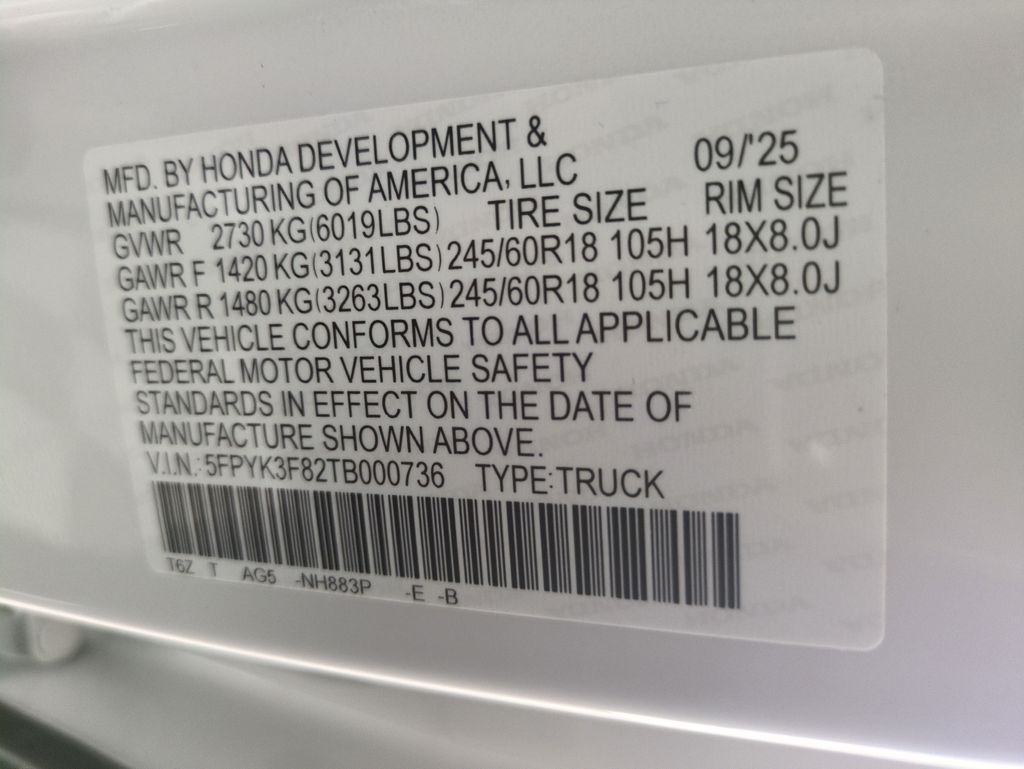 MFD. BY HONDA DEVELOPMENT &
MANUFACTURING OF AMERICA, LLC 09/'25
GVWR 2730 KG(6019LBS) TIRE SIZE RIM SIZE
GAWR F 1420 KG(3131LBS) 245/60R18 105H 18X8.0J
GAWR R 1480 KG(3263LBS) 245/60R18 105H 18X8.0J
THIS VEHICLE CONFORMS TO ALL APPLICABLE
FEDERAL MOTOR VEHICLE SAFETY
STANDARDS IN EFFECT ON THE DATE OF
MANUFACTURE SHOWN ABOVE.
V.I.N.: 5FPYK3F82TB000736 TYPE:TRUCK
T6Z T AG5 -NH883P -E -B